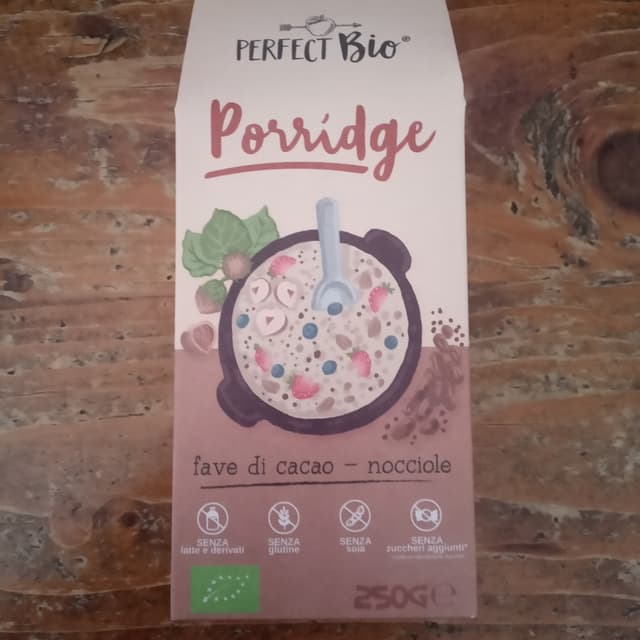 PERFECT Bio®
Porridge
fave di cacao – nocciole
SENZA
latte e derivati
SENZA
glutine
SENZA
soia
SENZA
zuccheri aggiunti*
250G e